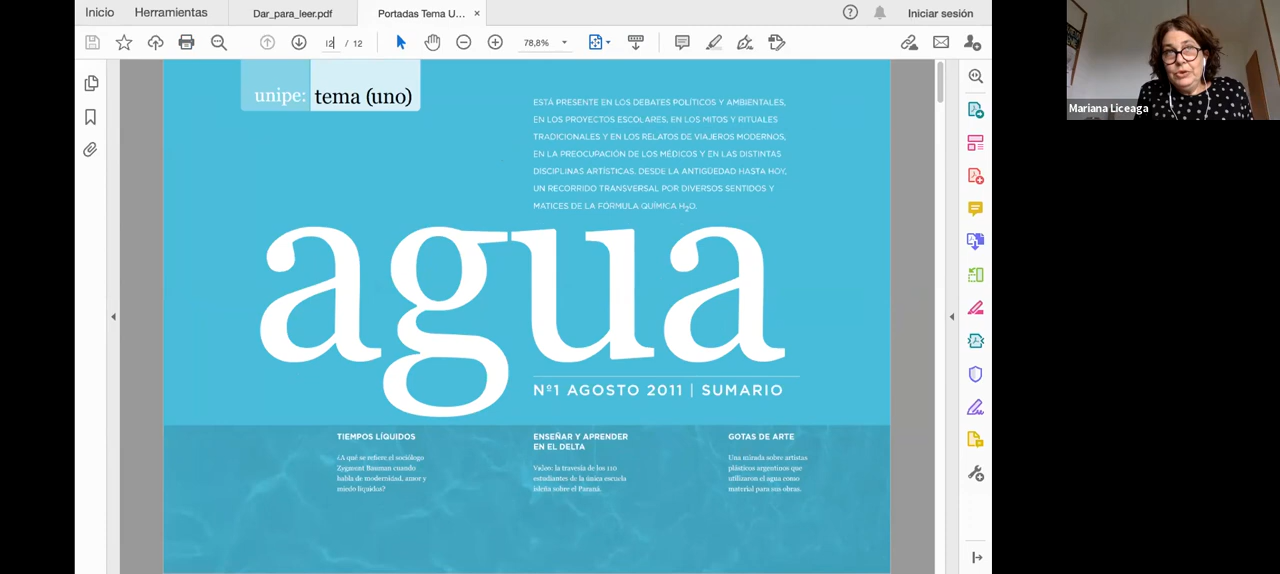 Inicio
Herramientas
Dar_para_leer.pdf
Portadas Tema U... ×
Iniciar sesión
12 / 12
78,8%
Mariana Liceaga
unipe: tema (uno)
ESTÁ PRESENTE EN LOS DEBATES POLÍTICOS Y AMBIENTALES,
EN LOS PROYECTOS ESCOLARES, EN LOS MITOS Y RITUALES
TRADICIONALES Y EN LOS RELATOS DE VIAJEROS MODERNOS,
EN LA PREOCUPACIÓN DE LOS MÉDICOS Y EN LAS DISTINTAS
DISCIPLINAS ARTÍSTICAS. DESDE LA ANTIGÜEDAD HASTA HOY,
UN RECORRIDO TRANSVERSAL POR DIVERSOS SENTIDOS Y
MATICES DE LA FÓRMULA QUÍMICA H₂O.
agua
Nº1 AGOSTO 2011 | SUMARIO
TIEMPOS LÍQUIDOS
¿A qué se refiere el sociólogo
Zygmunt Bauman cuando
habla de modernidad, amor y
miedo líquidos?
ENSEÑAR Y APRENDER
EN EL DELTA
la travesía de los 110
estudiantes de la única escuela
isleña sobre el Paraná.
GOTAS DE ARTE
Una mirada sobre artistas
plásticos argentinos que
utilizaron el agua como
material para sus obras.